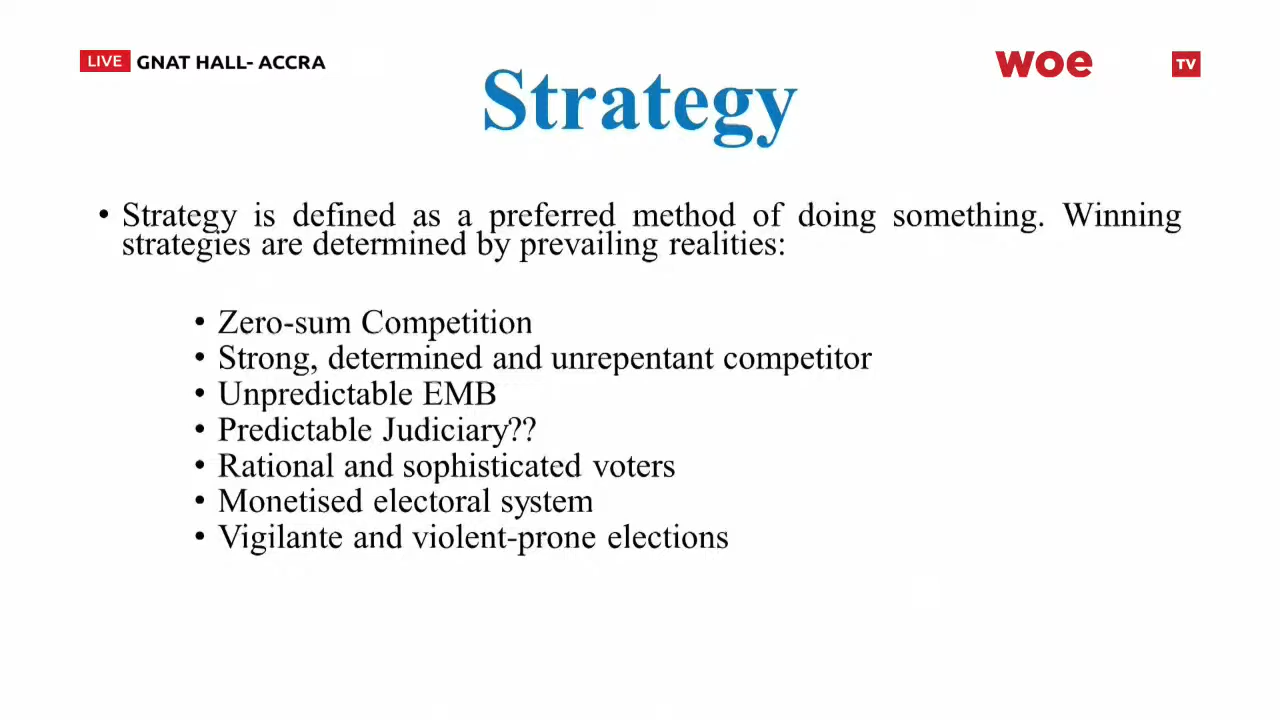 LIVE GNAT HALL- ACCRA
woe TV
Strategy
• Strategy is defined as a preferred method of doing something. Winning
strategies are determined by prevailing realities:
• Zero-sum Competition
• Strong, determined and unrepentant competitor
• Unpredictable EMB
• Predictable Judiciary??
• Rational and sophisticated voters
• Monetised electoral system
• Vigilante and violent-prone elections